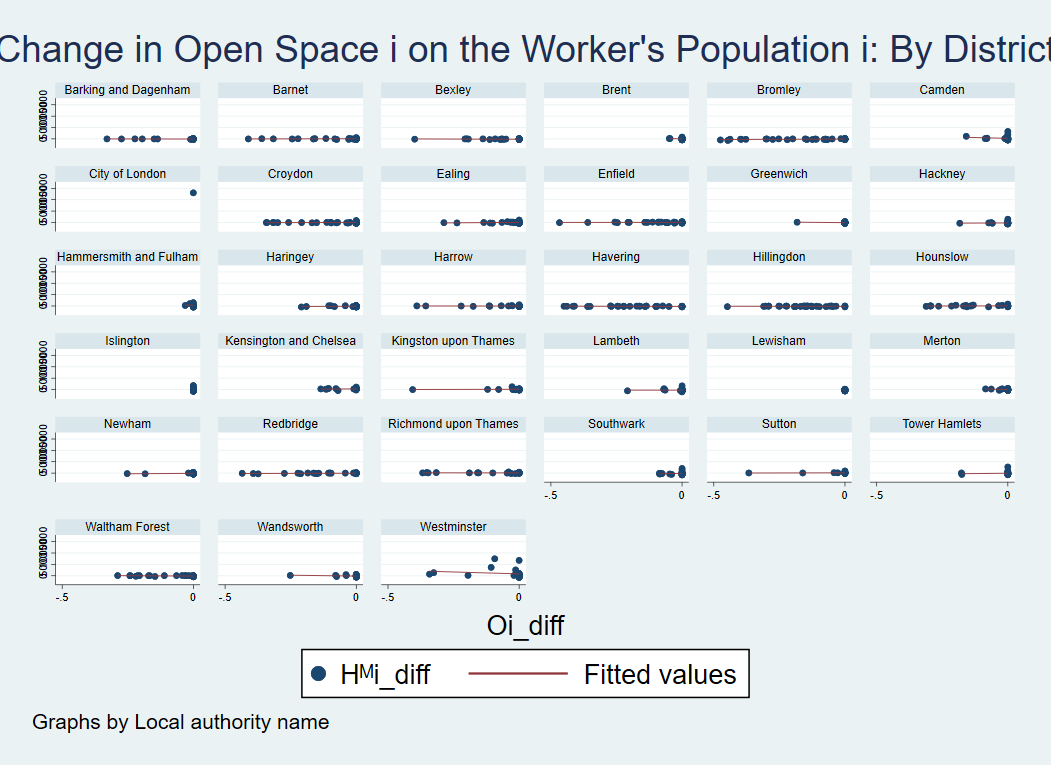 Change in Open Space i on the Worker's Population i: By District
Barking and Dagenham Barnet Bexley Brent Bromley Camden
City of London Croydon Ealing Enfield Greenwich Hackney
Hammersmith and Fulham Haringey Harrow Havering Hillingdon Hounslow
Islington Kensington and Chelsea Kingston upon Thames Lambeth Lewisham Merton
Newham Redbridge Richmond upon Thames Southwark Sutton Tower Hamlets
-.5 0 -.5 0 -.5 0
Waltham Forest Wandsworth Westminster
-.5 0 -.5 0 -.5 0
Oi_diff
Hᴹi_diff Fitted values
Graphs by Local authority name